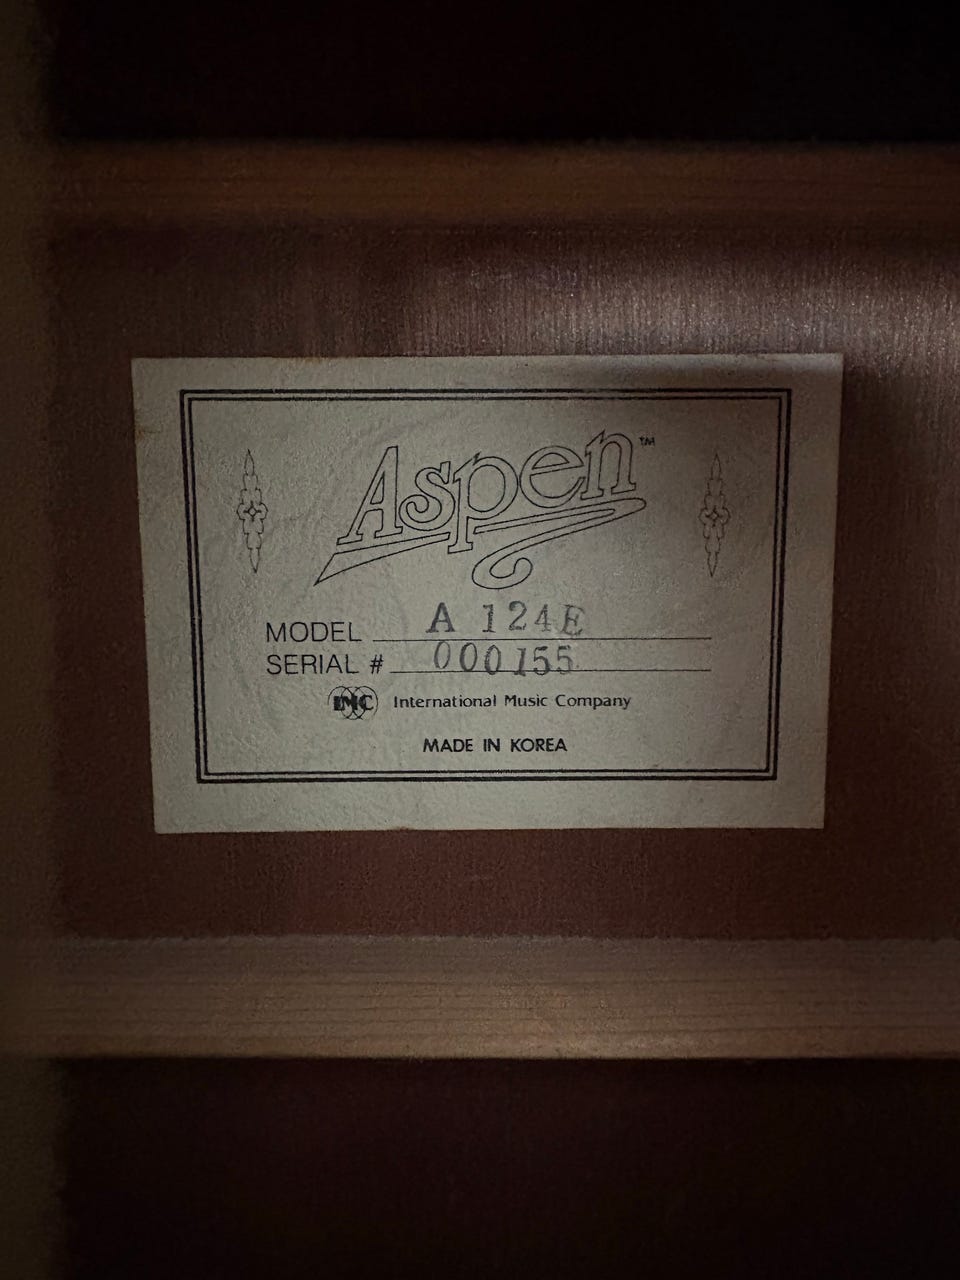 Aspen™
MODEL A 124E
SERIAL # 000155
IMC International Music Company
MADE IN KOREA